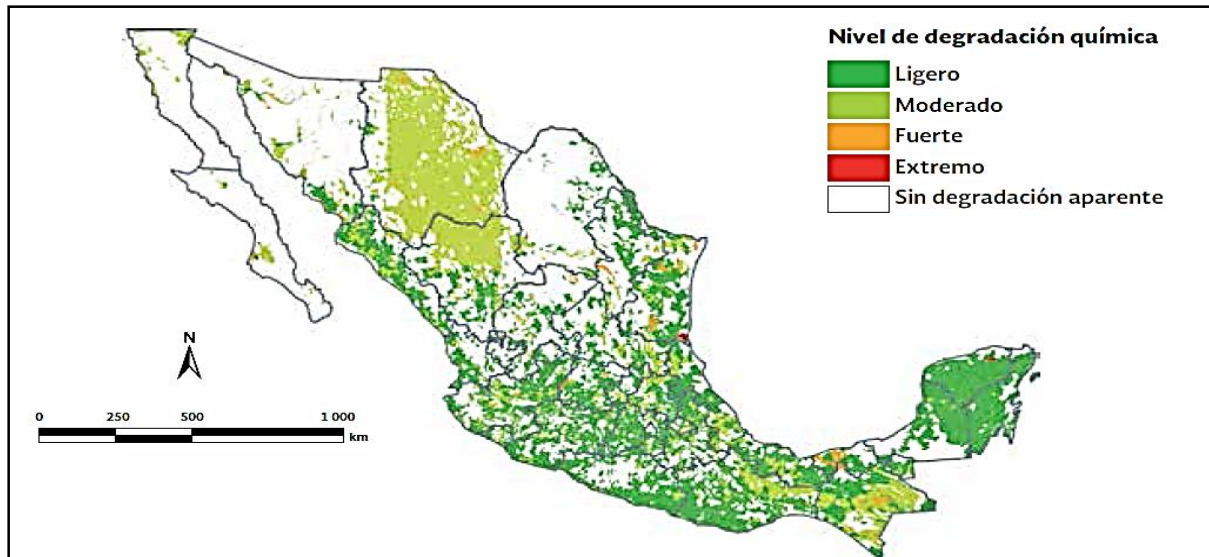 Nivel de degradación química
Ligero
Moderado
Fuerte
Extremo
Sin degradación aparente
N
0 250 500 1 000
km